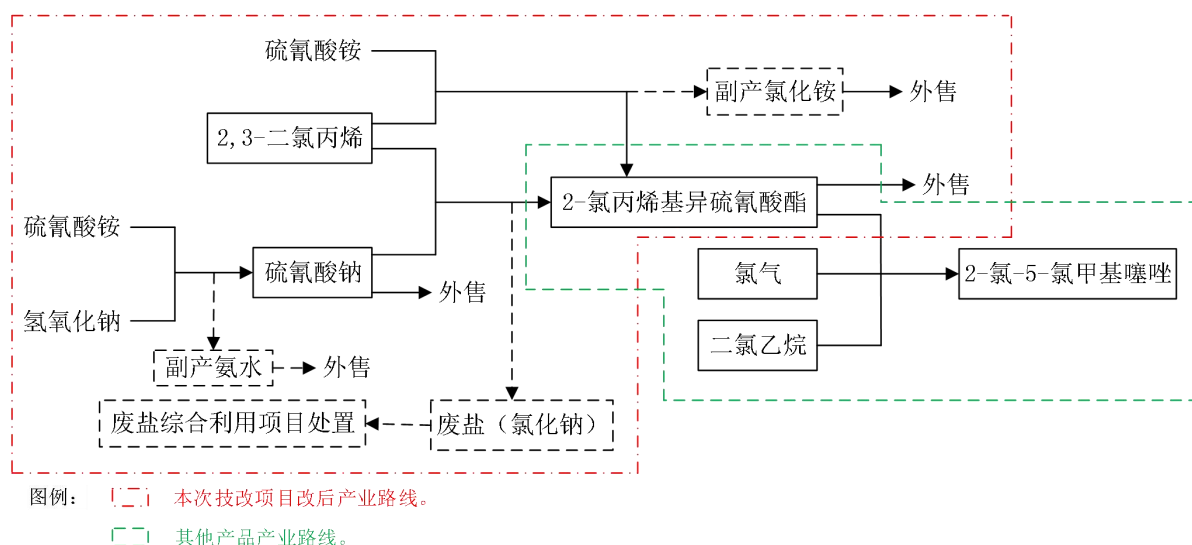 硫氰酸铵
副产氯化铵
外售
2,3-二氯丙烯
2-氯丙烯基异硫氰酸酯
外售
硫氰酸铵
硫氰酸钠
外售
氢氧化钠
氯气
2-氯-5-氯甲基噻唑
二氯乙烷
副产氨水
外售
废盐综合利用项目处置
废盐（氯化钠）
图例：
本次技改项目改后产业路线。
其他产品产业路线。